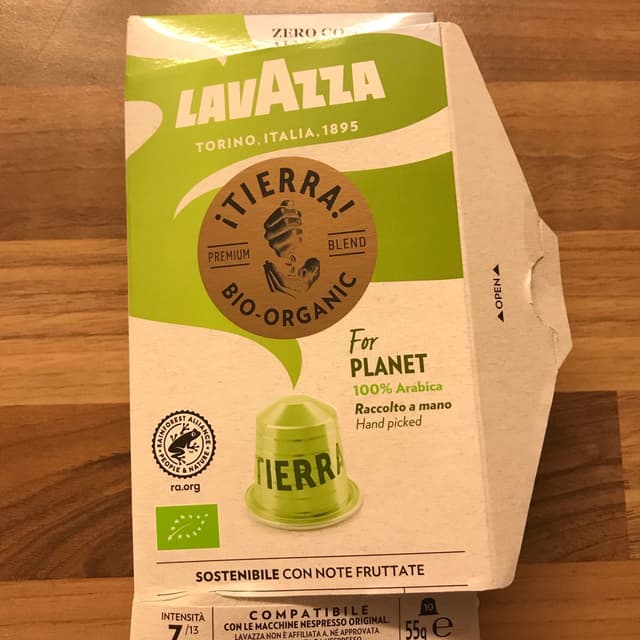 ZERO CO
LAVAZZA
TORINO, ITALIA, 1895
¡TIERRA!
PREMIUM BLEND
BIO-ORGANIC
▲ OPEN ▲
For
PLANET
100% Arabica
Raccolto a mano
Hand picked
RAINFOREST ALLIANCE
PEOPLE & NATURE
ra.org
TIERRA
SOSTENIBILE CON NOTE FRUTTATE
INTENSITÀ
7/13
COMPATIBILE
CON LE MACCHINE NESPRESSO ORIGINAL.
LAVAZZA NON È AFFILIATA A, NÉ APPROVATA
10
55g e